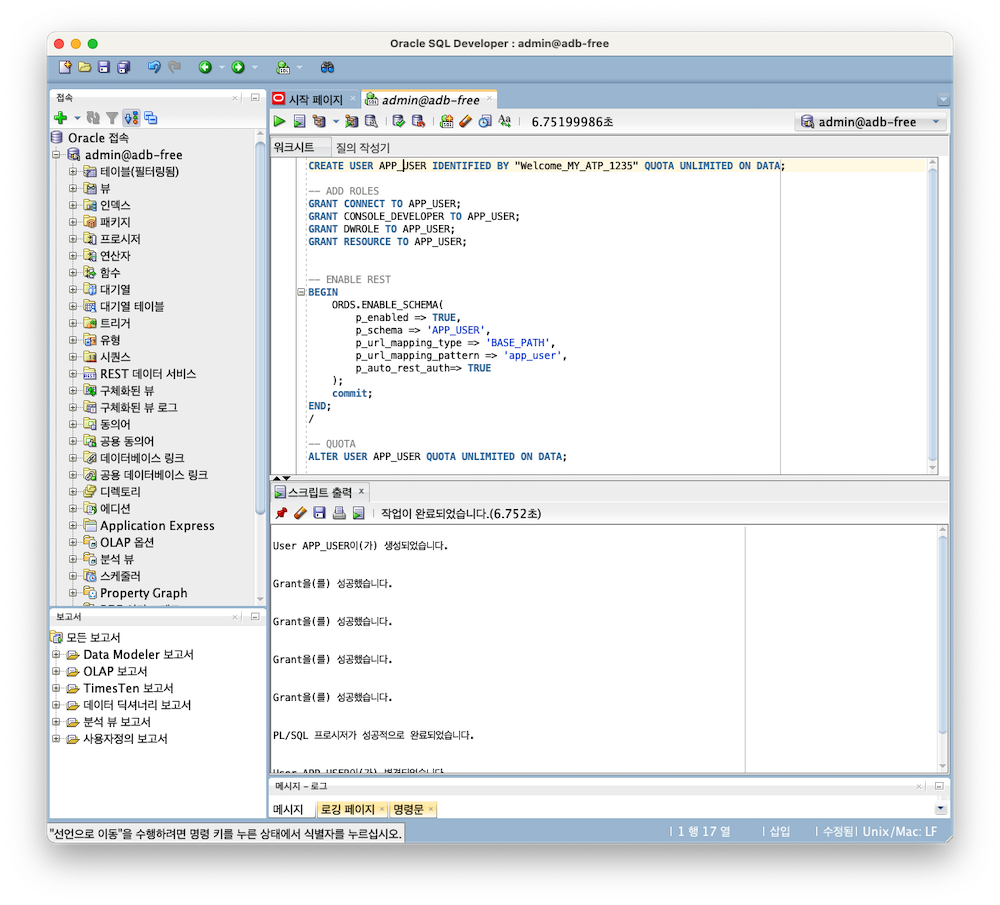 Oracle SQL Developer : admin@adb-free
접속
Oracle 접속
admin@adb-free
테이블(필터링됨)
뷰
인덱스
패키지
프로시저
연산자
함수
대기열
대기열 테이블
트리거
유형
시퀀스
REST 데이터 서비스
구체화된 뷰
구체화된 뷰 로그
동의어
공용 동의어
데이터베이스 링크
공용 데이터베이스 링크
디렉토리
에디션
Application Express
OLAP 옵션
분석 뷰
스케줄러
Property Graph
보고서
모든 보고서
Data Modeler 보고서
OLAP 보고서
TimesTen 보고서
데이터 딕셔너리 보고서
분석 뷰 보고서
사용자정의 보고서
시작 페이지
admin@adb-free
6.75199986초
admin@adb-free
워크시트 질의 작성기
CREATE USER APP_USER IDENTIFIED BY "Welcome_MY_ATP_1235" QUOTA UNLIMITED ON DATA;
-- ADD ROLES
GRANT CONNECT TO APP_USER;
GRANT CONSOLE_DEVELOPER TO APP_USER;
GRANT DWROLE TO APP_USER;
GRANT RESOURCE TO APP_USER;
-- ENABLE REST
BEGIN
ORDS.ENABLE_SCHEMA(
p_enabled => TRUE,
p_schema => 'APP_USER',
p_url_mapping_type => 'BASE_PATH',
p_url_mapping_pattern => 'app_user',
p_auto_rest_auth=> TRUE
);
commit;
END;
/
-- QUOTA
ALTER USER APP_USER QUOTA UNLIMITED ON DATA;
스크립트 출력
작업이 완료되었습니다.(6.752초)
User APP_USER이(가) 생성되었습니다.
Grant을(를) 성공했습니다.
Grant을(를) 성공했습니다.
Grant을(를) 성공했습니다.
Grant을(를) 성공했습니다.
PL/SQL 프로시저가 성공적으로 완료되었습니다.
User APP_USER이(가) 변경되었습니다.
메시지 - 로그
메시지 로깅 페이지 명령문
"선언으로 이동"을 수행하려면 명령 키를 누른 상태에서 식별자를 누르십시오.
1 행 17 열
삽입
수정됨
Unix/Mac: LF